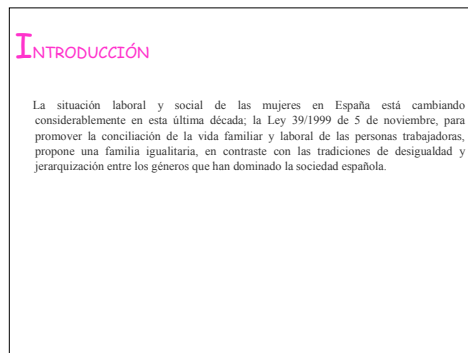 INTRODUCCIÓN
La situación laboral y social de las mujeres en España está cambiando
considerablemente en esta última década; la Ley 39/1999 de 5 de noviembre, para
promover la conciliación de la vida familiar y laboral de las personas trabajadoras,
propone una familia igualitaria, en contraste con las tradiciones de desigualdad y
jerarquización entre los géneros que han dominado la sociedad española.